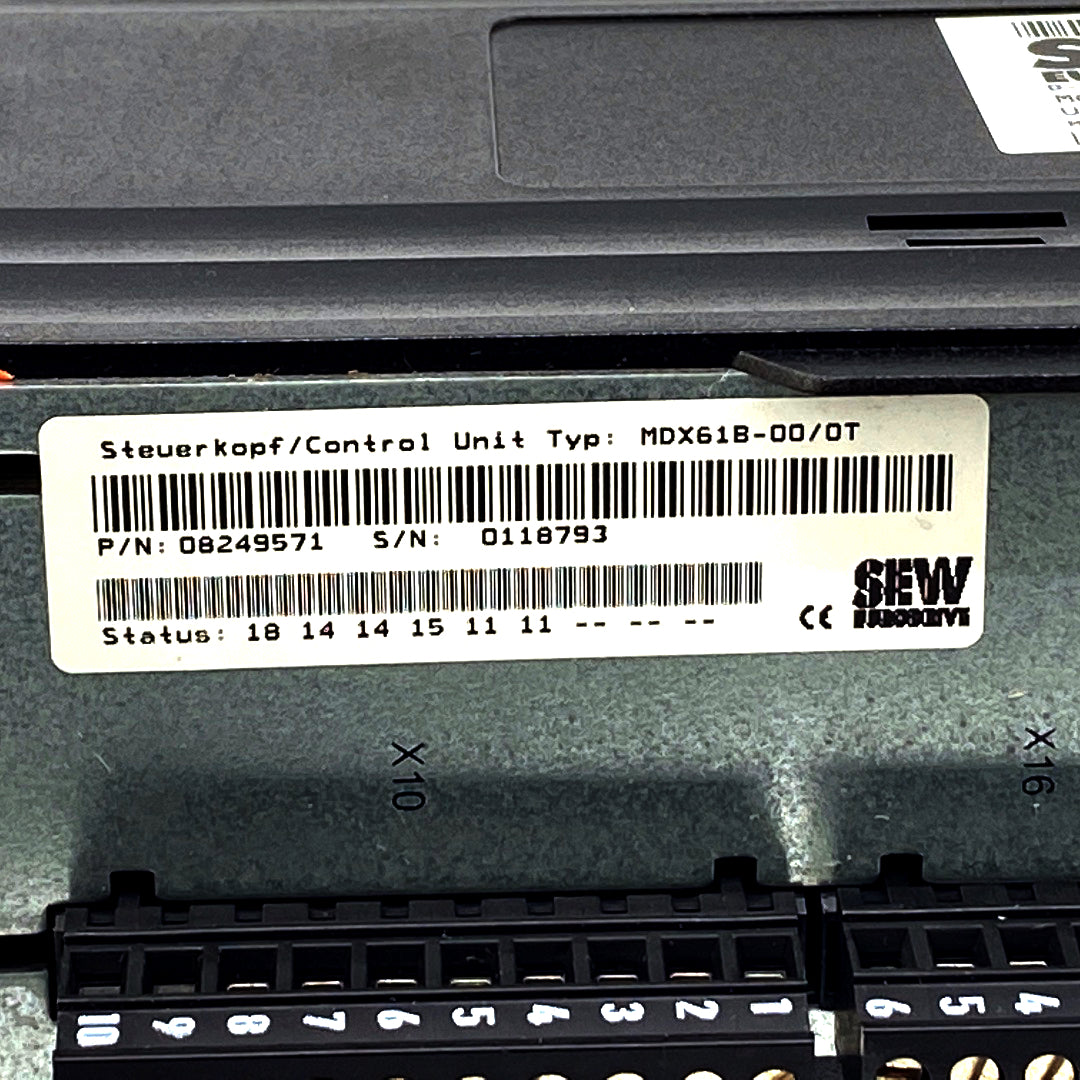 Steuerkopf/Control Unit Typ: MDX61B-00/0T
P/N: 08249571 S/N: 0118793
Status: 18 14 14 15 11 11 -- -- --
CE
SEW
EURODRIVE
X10
X16
10 9 8 7 6 5 4 3 2 1
6 5 4